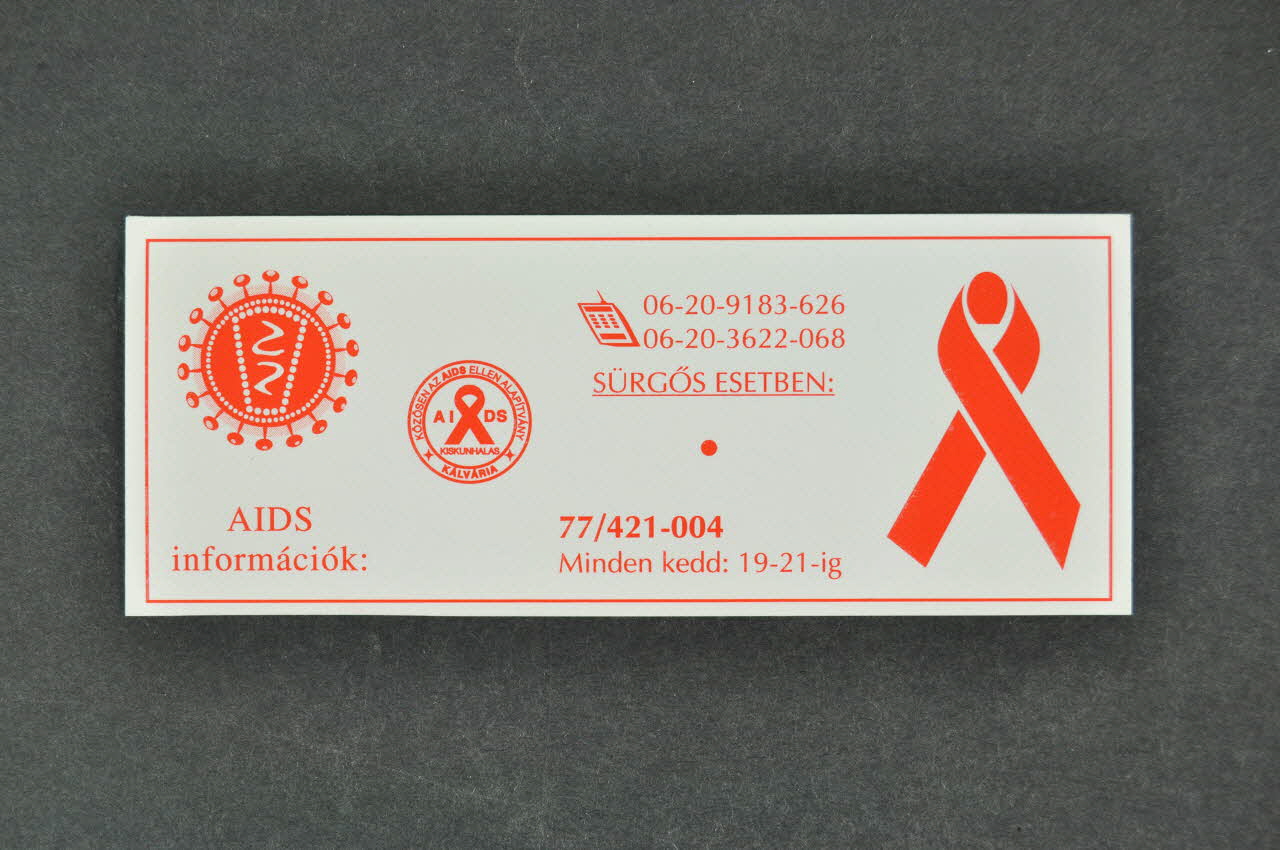 06-20-9183-626
06-20-3622-068
SÜRGŐS ESETBEN:
KÖZÖSEN AZ AIDS ELLEN ALAPÍTVÁNY
AIDS
KISKUNHALAS
KÁLVÁRIA
AIDS
információk:
77/421-004
Minden kedd: 19-21-ig